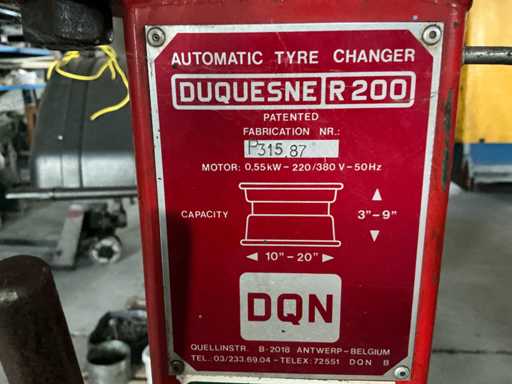 AUTOMATIC TYRE CHANGER
DUQUESNE R 200
PATENTED
FABRICATION NR.:
P315,87
MOTOR: 0,55kW - 220/380 V - 50Hz
CAPACITY
3"-9"
10"-20"
DQN
QUELLINSTR. B-2018 ANTWERP-BELGIUM
TEL.: 03/233.69.04 - TELEX: 72551 DQN B